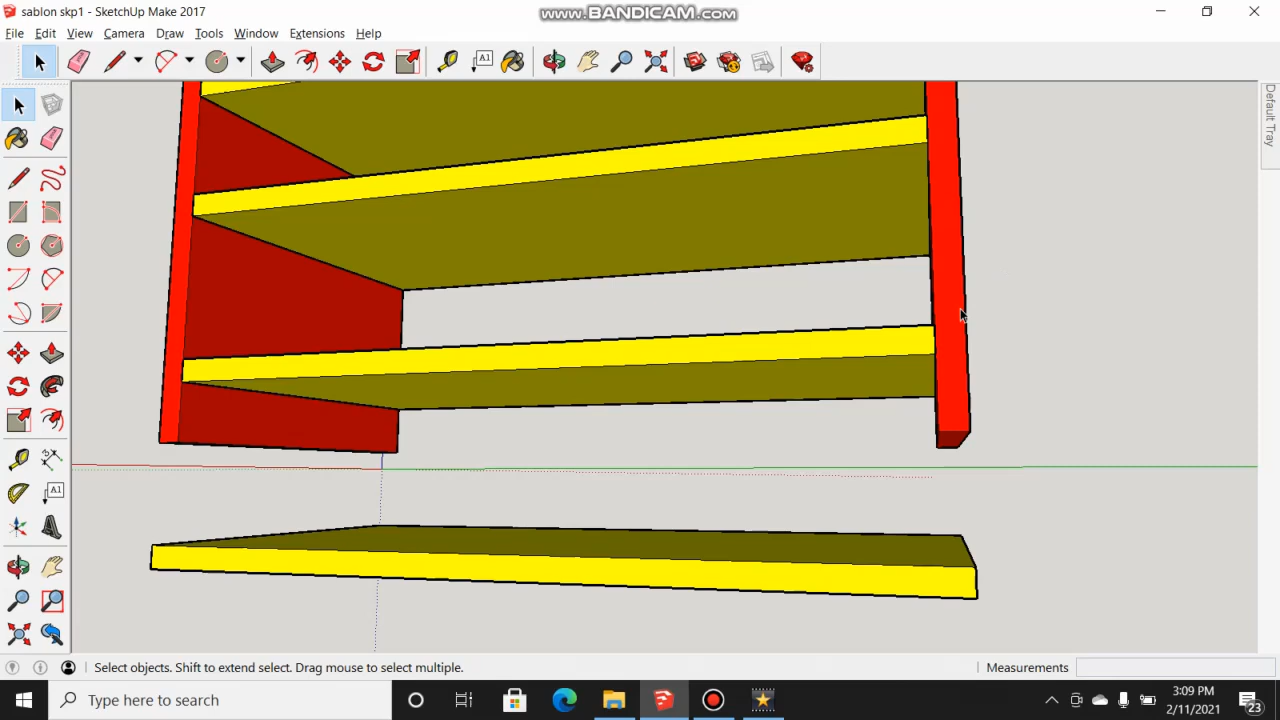 sablon skp1 - SketchUp Make 2017
www.BANDICAM.com
File Edit View Camera Draw Tools Window Extensions Help
A1
Default Tray
A1
Select objects. Shift to extend select. Drag mouse to select multiple.
Measurements
Type here to search
3:09 PM
2/11/2021
23